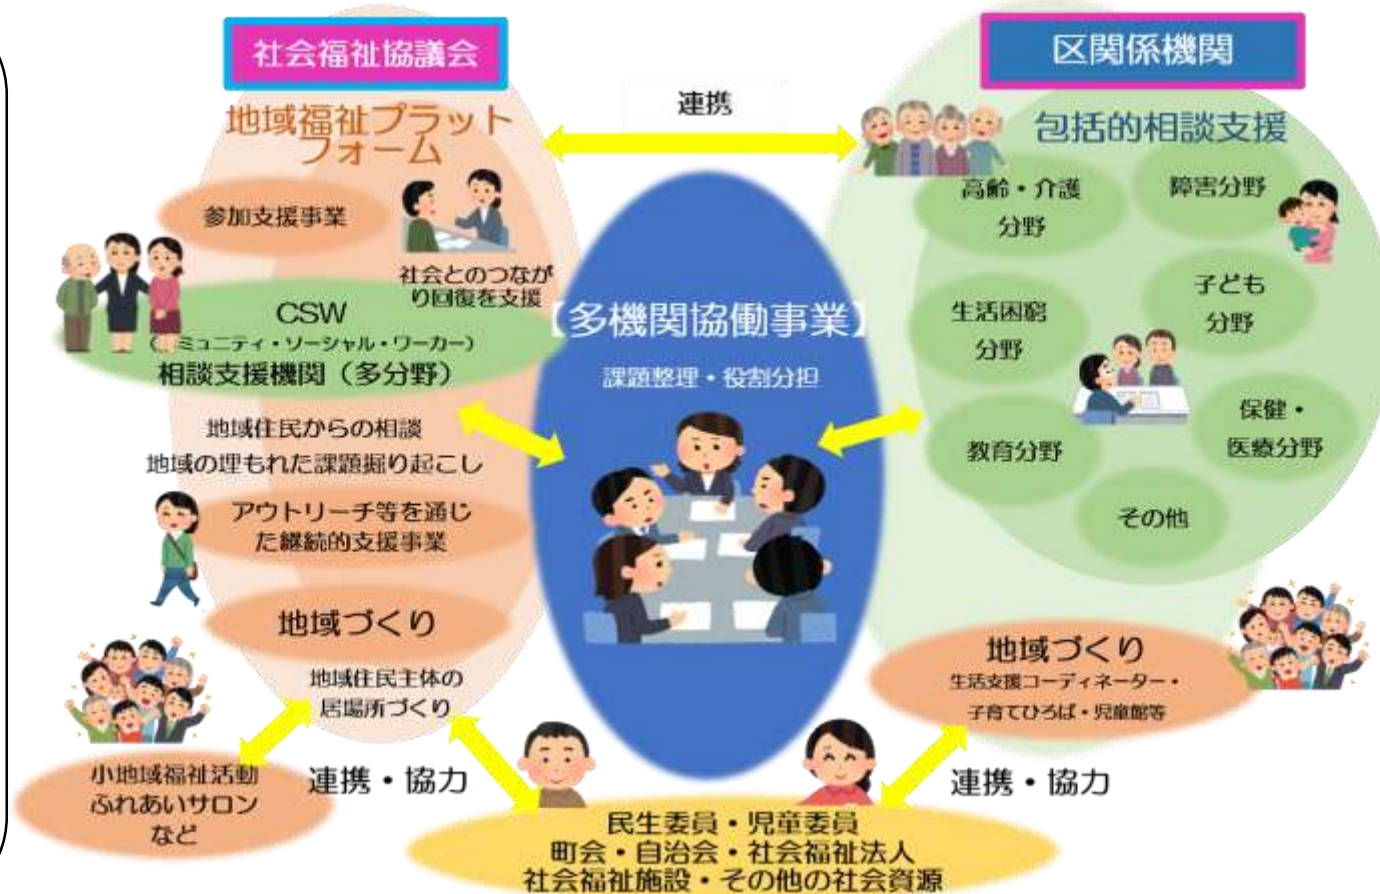 社会福祉協議会
地域福祉プラット
フォーム
参加支援事業
社会とのつなが
り回復を支援
CSW
ミュニティ・ソーシャル・ワーカー）
相談支援機関（多分野）
地域住民からの相談
地域の埋もれた課題掘り起こし
アウトリーチ等を通じ
た継続的支援事業
地域づくり
地域住民主体の
居場所づくり
小地域福祉活動
ふれあいサロン
など
連携・協力
連携
【多機関協働事業】
課題整理・役割分担
区関係機関
包括的相談支援
高齢・介護
分野
障害分野
生活困窮
分野
子ども
分野
教育分野
保健・
医療分野
その他
地域づくり
生活支援コーディネーター・
子育てひろば・児童館等
連携・協力
民生委員・児童委員
町会・自治会・社会福祉法人
社会福祉施設・その他の社会資源